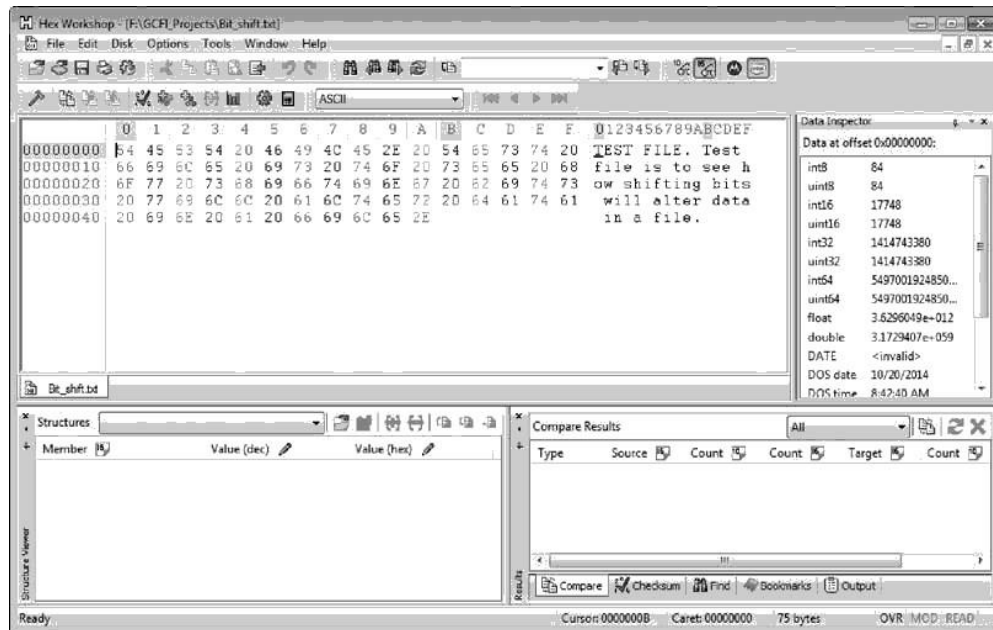 Hex Workshop - [F:\GCFI_Projects\Bit_shift.txt]
File Edit Disk Options Tools Window Help
ASCII
0 1 2 3 4 5 6 7 8 9 A B C D E F 0123456789ABCDEF
00000000 54 45 53 54 20 46 49 4C 45 2E 20 54 65 73 74 20 TEST FILE. Test
00000010 66 69 6C 65 20 69 73 20 74 6F 20 73 65 65 20 68 file is to see h
00000020 6F 77 20 73 68 69 66 74 69 6E 67 20 62 69 74 73 ow shifting bits
00000030 20 77 69 6C 6C 20 61 6C 74 65 72 20 64 61 74 61 will alter data
00000040 20 69 6E 20 61 20 66 69 6C 65 2E in a file.
Bit_shift.txt
Data Inspector
Data at offset 0x00000000:
int8 84
uint8 84
int16 17748
uint16 17748
int32 1414743380
uint32 1414743380
int64 5497001924850...
uint64 5497001924850...
float 3.6296049e+012
double 3.1729407e+059
DATE <invalid>
DOS date 10/20/2014
DOS time 8:42:40 AM
Structures
Member Value (dec) Value (hex)
Structure Viewer
Compare Results All
Type Source Count Count Target Count
Results
Compare Checksum Find Bookmarks Output
Ready Cursor: 0000000B Caret: 00000000 75 bytes OVR MOD READ